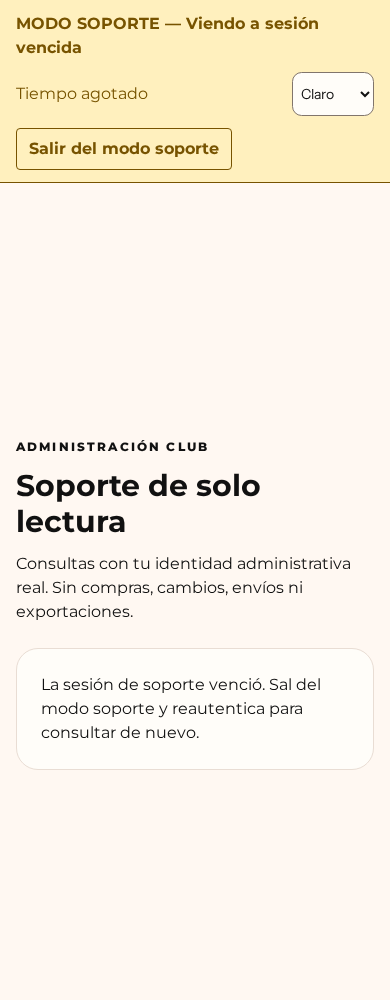 MODO SOPORTE — Viendo a sesión
vencida
Tiempo agotado
Claro
Salir del modo soporte
ADMINISTRACIÓN CLUB
Soporte de solo
lectura
Consultas con tu identidad administrativa
real. Sin compras, cambios, envíos ni
exportaciones.
La sesión de soporte venció. Sal del
modo soporte y reautentica para
consultar de nuevo.